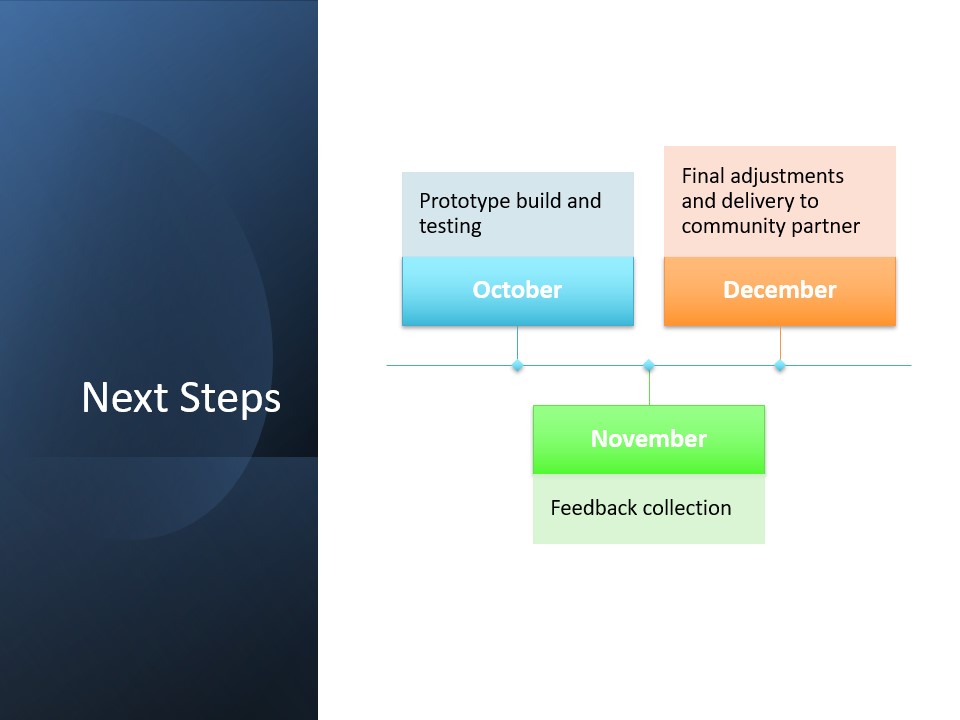 Next Steps
Prototype build and
testing
October
November
Feedback collection
Final adjustments
and delivery to
community partner
December